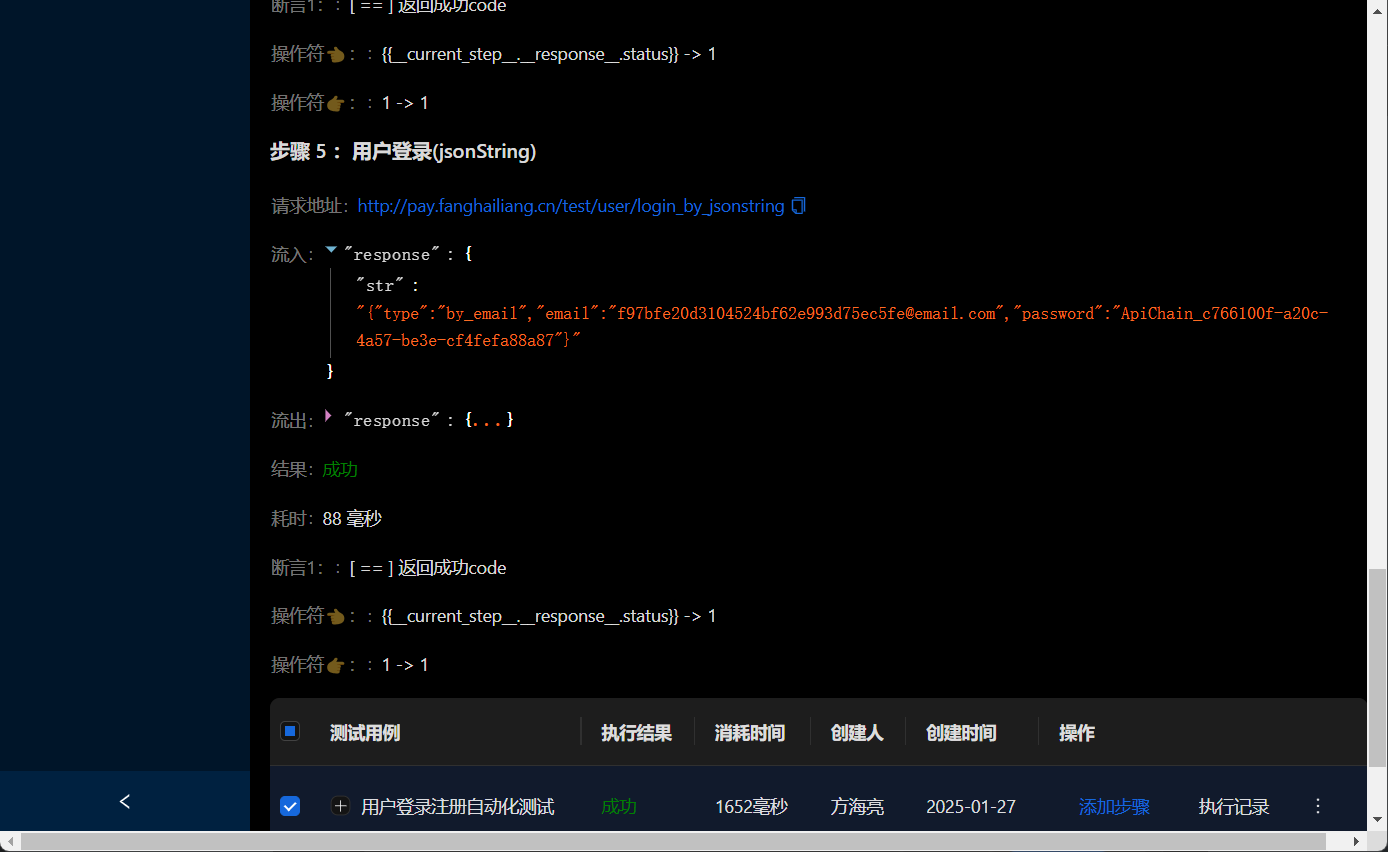 断言1: : [ == ] 返回成功code
操作符👈: : {{__current_step__.__response__.status}} -> 1
操作符👉: : 1 -> 1
步骤 5 : 用户登录(jsonString)
请求地址: http://pay.fanghailiang.cn/test/user/login_by_jsonstring
流入: "response" : {
"str" :
"{"type":"by_email","email":"f97bfe20d3104524bf62e993d75ec5fe@email.com","password":"ApiChain_c766100f-a20c-
4a57-be3e-cf4fefa88a87"}"
}
流出: "response" : {...}
结果: 成功
耗时: 88 毫秒
断言1: : [ == ] 返回成功code
操作符👈: : {{__current_step__.__response__.status}} -> 1
操作符👉: : 1 -> 1
测试用例 执行结果 消耗时间 创建人 创建时间 操作
用户登录注册自动化测试 成功 1652毫秒 方海亮 2025-01-27 添加步骤 执行记录